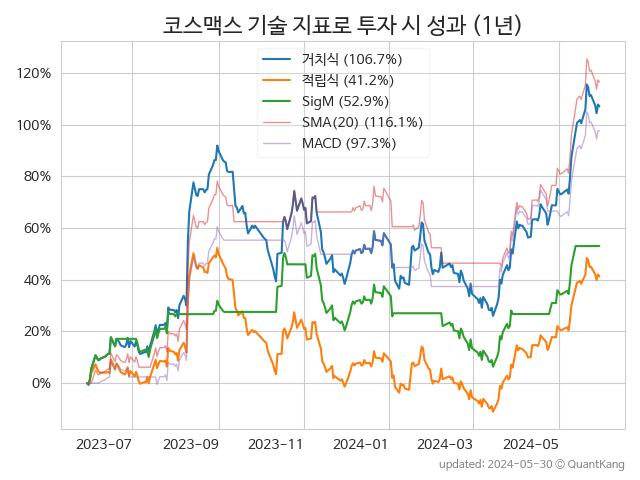 코스맥스 기술 지표로 투자 시 성과 (1년)
거치식 (106.7%)
적립식 (41.2%)
SigM (52.9%)
SMA(20) (116.1%)
MACD (97.3%)
120%
100%
80%
60%
40%
20%
0%
2023-07 2023-09 2023-11 2024-01 2024-03 2024-05
updated: 2024-05-30 © QuantKang